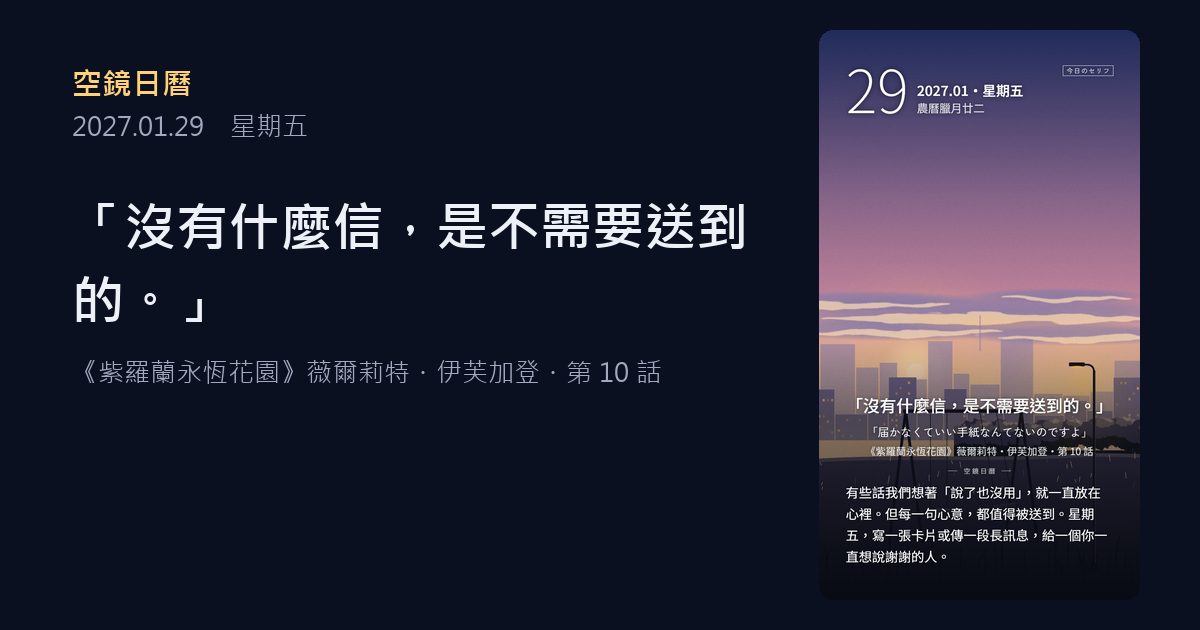 空鏡日曆
2027.01.29 星期五
「沒有什麼信，是不需要送到
的。」
《紫羅蘭永恆花園》薇爾莉特・伊芙加登・第 10 話
今日のセリフ
29
2027.01・星期五
農曆臘月廿二
「沒有什麼信，是不需要送到的。」
「届かなくていい手紙なんてないのですよ」
《紫羅蘭永恆花園》薇爾莉特・伊芙加登・第 10 話
— 空鏡日曆 —
有些話我們想著「說了也沒用」，就一直放在
心裡。但每一句心意，都值得被送到。星期
五，寫一張卡片或傳一段長訊息，給一個你一
直想說謝謝的人。